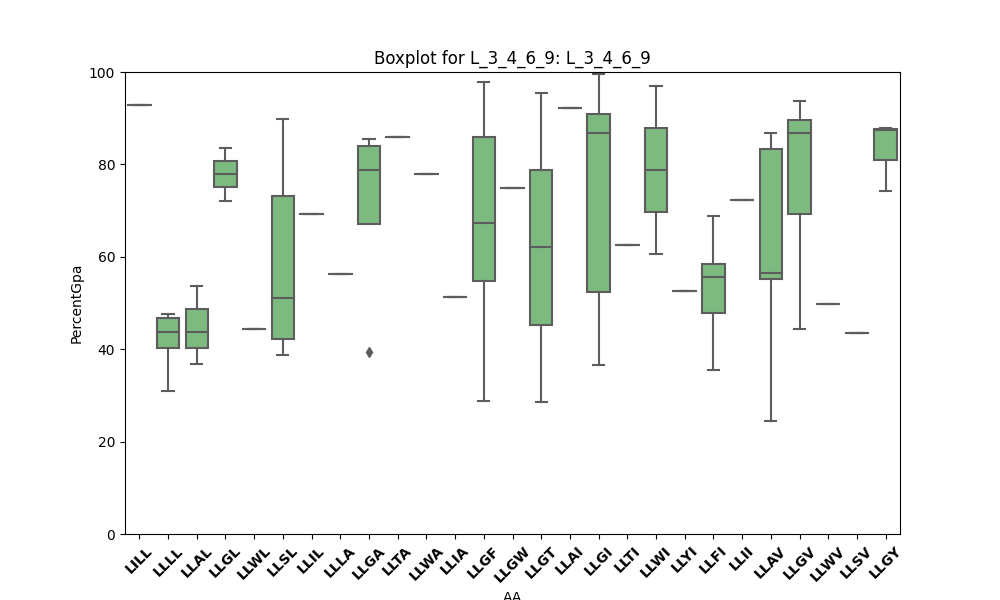 Boxplot for L_3_4_6_9: L_3_4_6_9
100
80
60
40
20
0
PercentGpa
LILL LLLL LLAL LLGL LLWL LLSL LLIL LLLA LLGA LLTA LLWA LLIA LLGF LLGW LLGT LLAI LLGI LLTI LLWI LLYI LLFI LLII LLAV LLGV LLWV LLSV LLGY
AA